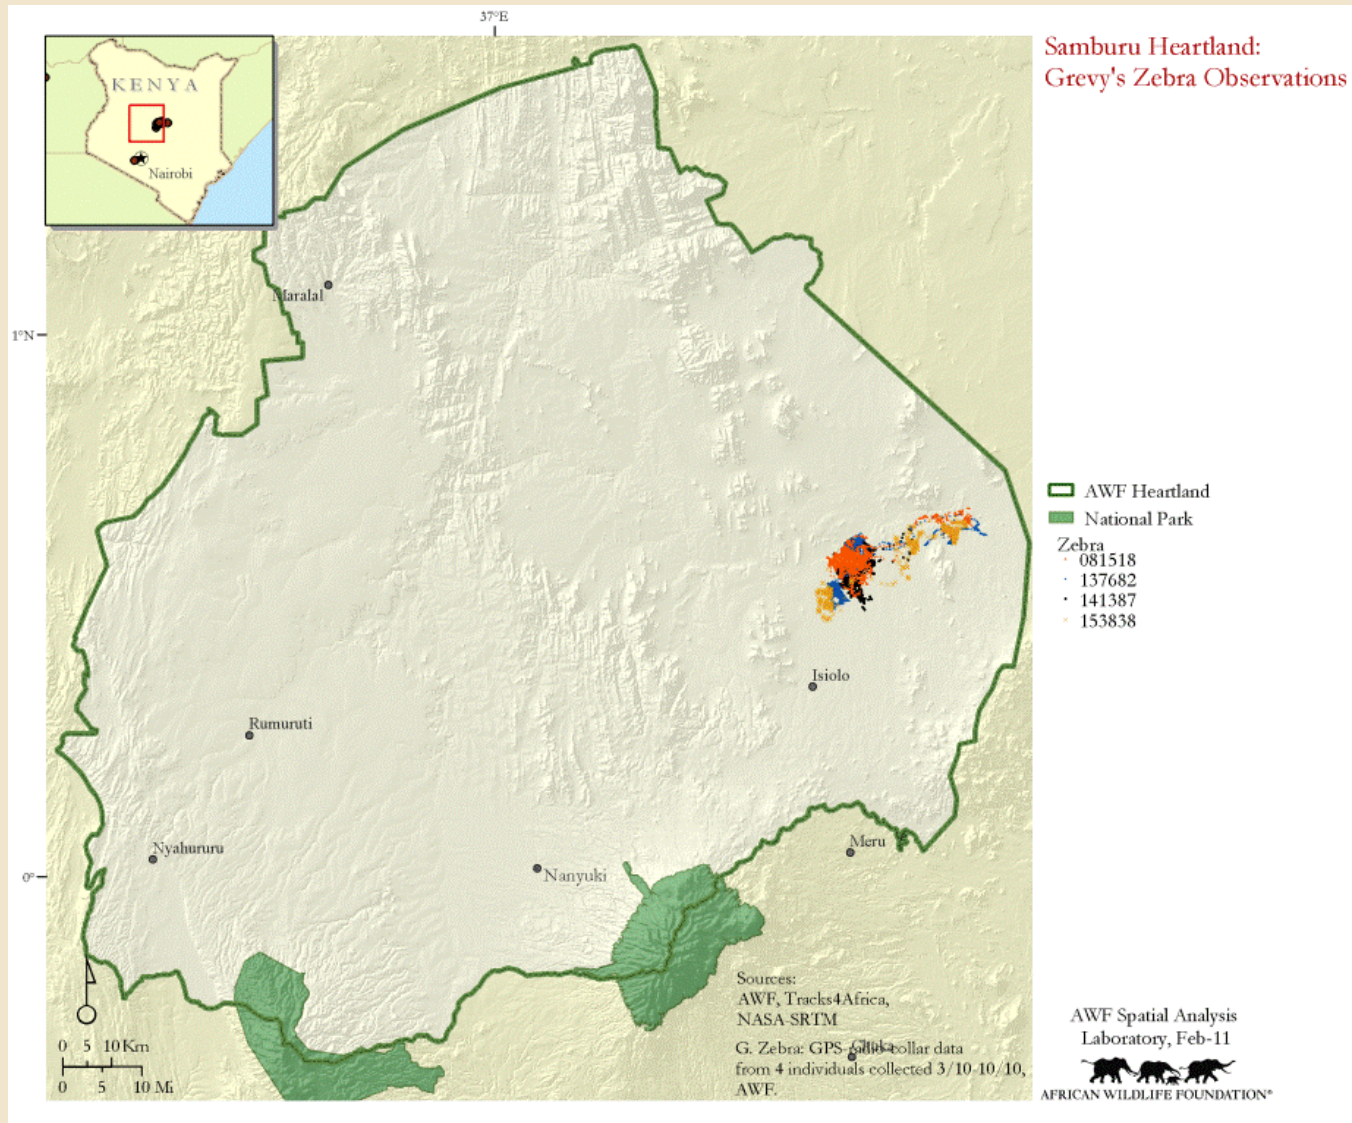 37°E
Samburu Heartland:
Grevy's Zebra Observations
KENYA
Nairobi
Maralal
1°N
AWF Heartland
National Park
Zebra
081518
137682
141387
153838
Isiolo
Rumuruti
Meru
Nyahururu
0°
Nanyuki
Sources:
AWF, Tracks4Africa,
NASA-SRTM
G. Zebra: GPS radio-collar data
from 4 individuals collected 3/10-10/10,
AWF.
0 5 10 Km
0 5 10 Mi
AWF Spatial Analysis
Laboratory, Feb-11
AFRICAN WILDLIFE FOUNDATION®